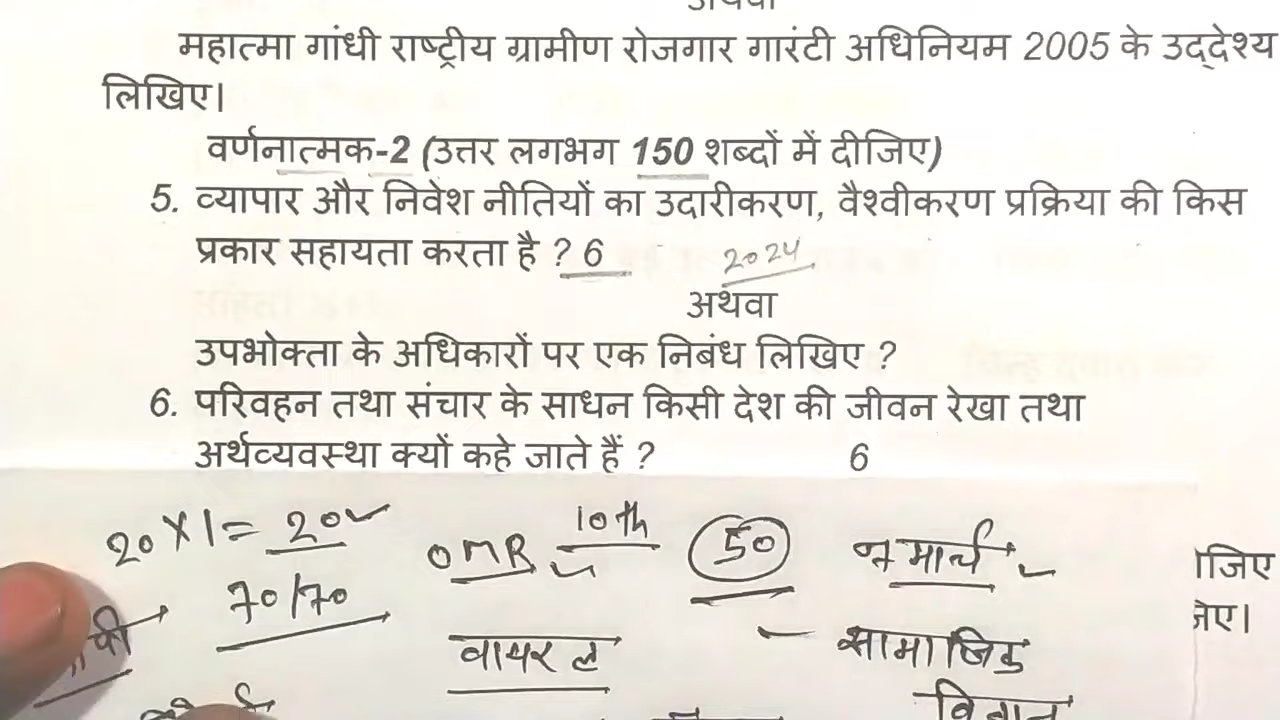 अथवा
महात्मा गांधी राष्ट्रीय ग्रामीण रोजगार गारंटी अधिनियम 2005 के उद्देश्य
लिखिए।
वर्णनात्मक-2 (उत्तर लगभग 150 शब्दों में दीजिए)
5. व्यापार और निवेश नीतियों का उदारीकरण, वैश्वीकरण प्रक्रिया की किस
प्रकार सहायता करता है ? 6 2024
अथवा
उपभोक्ता के अधिकारों पर एक निबंध लिखिए ?
6. परिवहन तथा संचार के साधन किसी देश की जीवन रेखा तथा
अर्थव्यवस्था क्यों कहे जाते हैं ? 6
20 X 1 = 20
OMR 10th 50 मार्च
70/70
वायरल सामाजिक
विज्ञान